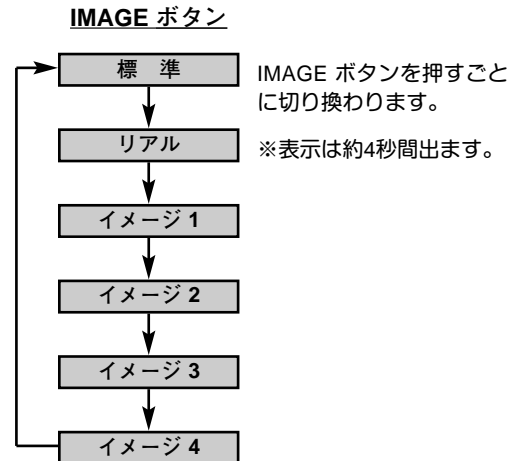 IMAGE ボタン
標　準
リアル
イメージ 1
イメージ 2
イメージ 3
イメージ 4
IMAGE ボタンを押すごと
に切り換わります。
※表示は約4秒間出ます。